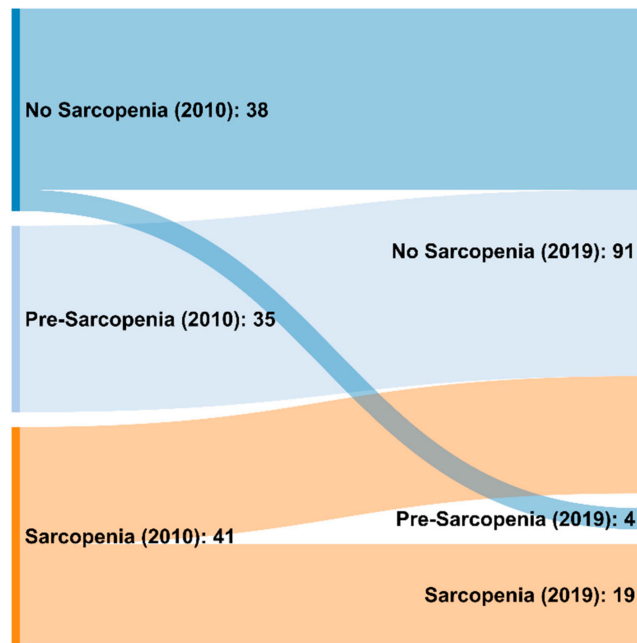 No Sarcopenia (2010): 38
No Sarcopenia (2019): 91
Pre-Sarcopenia (2010): 35
Pre-Sarcopenia (2019): 4
Sarcopenia (2010): 41
Sarcopenia (2019): 19